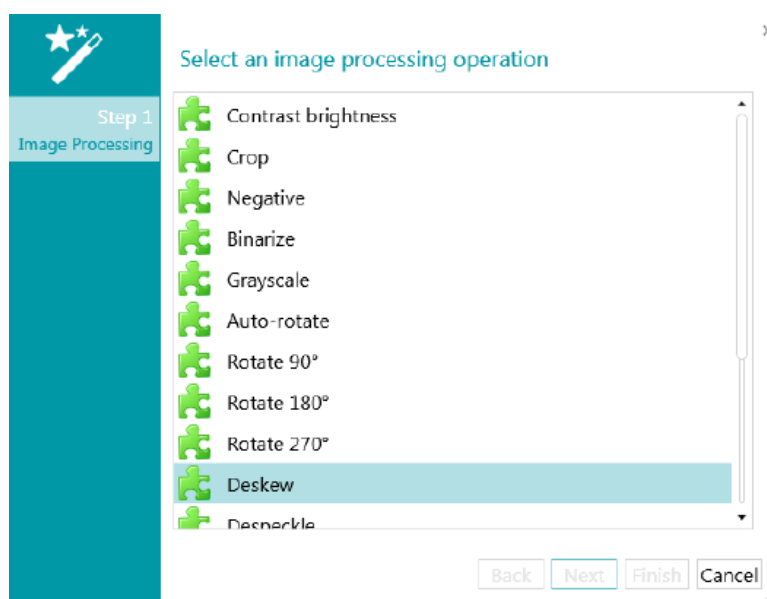 Select an image processing operation
Step 1
Image Processing
Contrast brightness
Crop
Negative
Binarize
Grayscale
Auto-rotate
Rotate 90°
Rotate 180°
Rotate 270°
Deskew
Despeckle
Back Next Finish Cancel